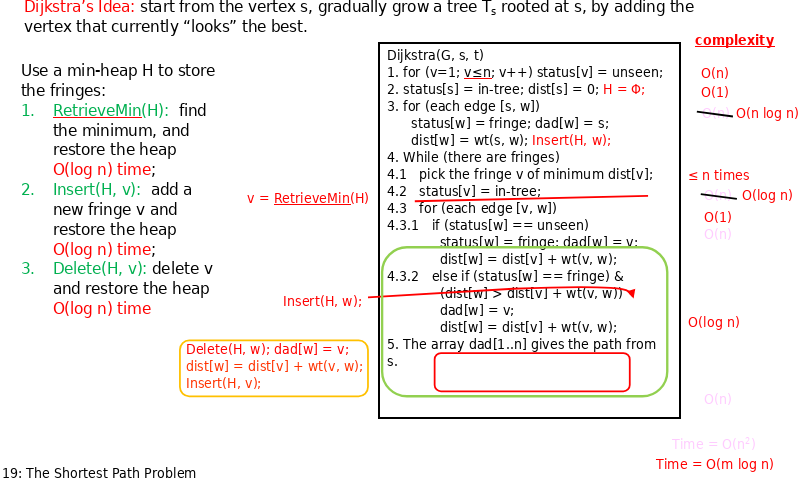 Dijkstra’s Idea: start from the vertex s, gradually grow a tree Ts rooted at s, by adding the
vertex that currently “looks” the best.
Use a min-heap H to store
the fringes:
1. RetrieveMin(H): find
the minimum, and
restore the heap
O(log n) time;
2. Insert(H, v): add a
new fringe v and
restore the heap
O(log n) time;
3. Delete(H, v): delete v
and restore the heap
O(log n) time
v = RetrieveMin(H)
Insert(H, w);
Delete(H, w); dad[w] = v;
dist[w] = dist[v] + wt(v, w);
Insert(H, v);
Dijkstra(G, s, t)
1. for (v=1; v≤n; v++) status[v] = unseen;
2. status[s] = in-tree; dist[s] = 0; H = Φ;
3. for (each edge [s, w])
status[w] = fringe; dad[w] = s;
dist[w] = wt(s, w); Insert(H, w);
4. While (there are fringes)
4.1 pick the fringe v of minimum dist[v];
4.2 status[v] = in-tree;
4.3 for (each edge [v, w])
4.3.1 if (status[w] == unseen)
status[w] = fringe; dad[w] = v;
dist[w] = dist[v] + wt(v, w);
4.3.2 else if (status[w] == fringe) &
(dist[w] > dist[v] + wt(v, w))
dad[w] = v;
dist[w] = dist[v] + wt(v, w);
5. The array dad[1..n] gives the path from
s.
complexity
O(n)
O(1)
O(n) O(n log n)
≤ n times
O(n) O(log n)
O(1)
O(n)
O(log n)
O(n)
Time = O(n²)
Time = O(m log n)
19: The Shortest Path Problem